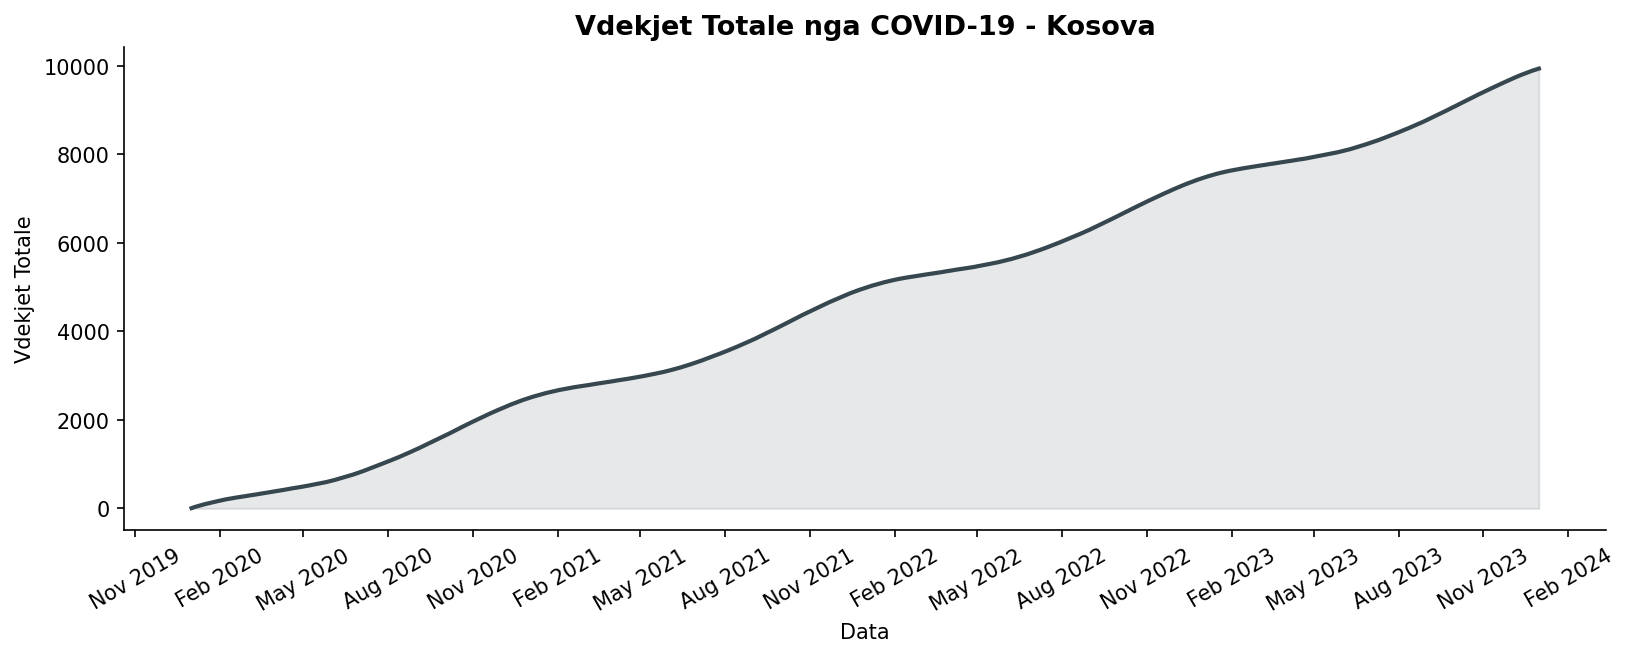 Vdekjet Totale nga COVID-19 - Kosova
Vdekjet Totale
10000
8000
6000
4000
2000
0
Nov 2019
Feb 2020
May 2020
Aug 2020
Nov 2020
Feb 2021
May 2021
Aug 2021
Nov 2021
Feb 2022
May 2022
Aug 2022
Nov 2022
Feb 2023
May 2023
Aug 2023
Nov 2023
Feb 2024
Data